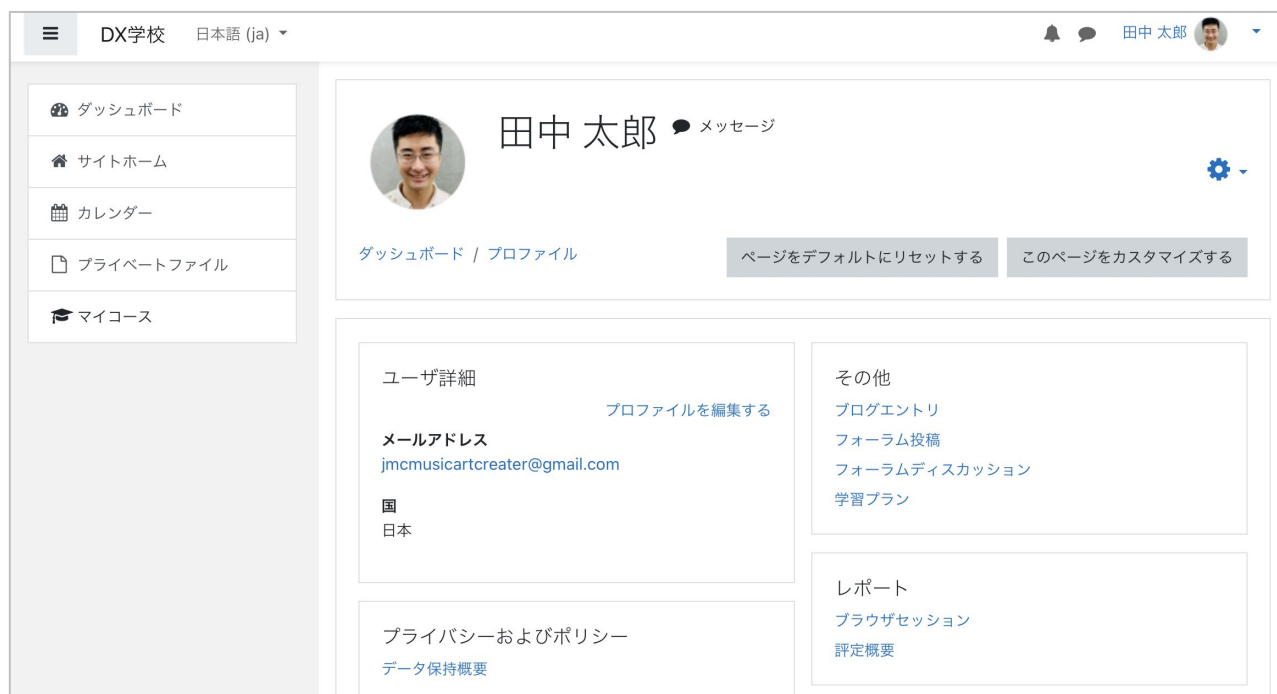 DX学校 日本語 (ja)
田中 太郎
ダッシュボード
サイトホーム
カレンダー
プライベートファイル
マイコース
田中 太郎 メッセージ
ダッシュボード / プロファイル
ページをデフォルトにリセットする
このページをカスタマイズする
ユーザ詳細
プロファイルを編集する
メールアドレス
jmcmusicartcreater@gmail.com
国
日本
プライバシーおよびポリシー
データ保持概要
その他
ブログエントリ
フォーラム投稿
フォーラムディスカッション
学習プラン
レポート
ブラウザセッション
評定概要